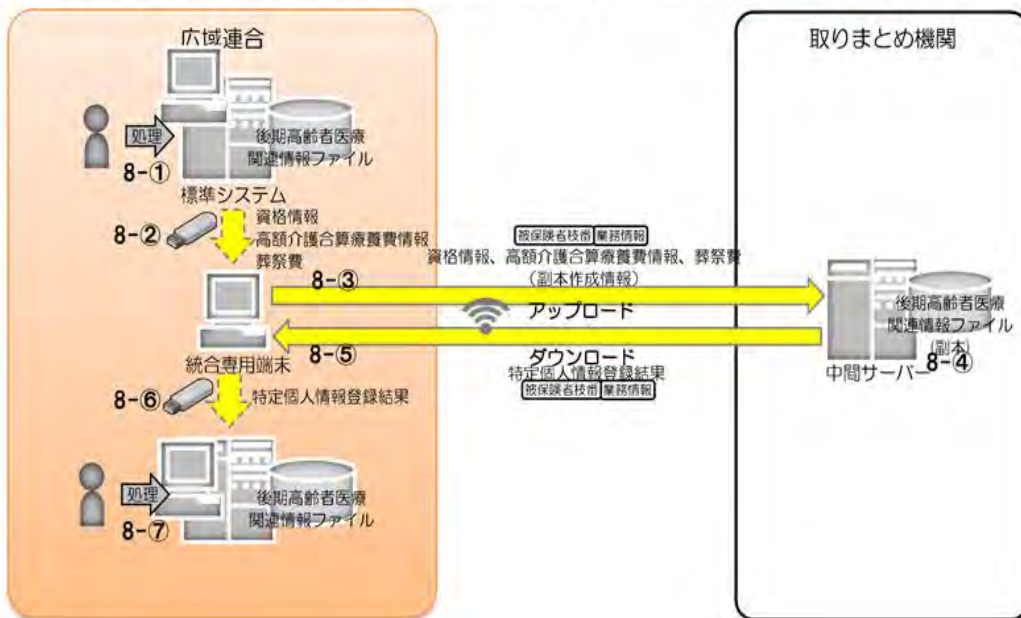 広域連合
処理
8-①
後期高齢者医療
関連情報ファイル
標準システム
8-②
資格情報
高額介護合算療養費情報
葬祭費
8-③
被保険者枝番 業務情報
資格情報、高額介護合算療養費情報、葬祭費
(副本作成情報)
アップロード
8-⑤
ダウンロード
特定個人情報登録結果
被保険者枝番 業務情報
統合専用端末
8-⑥
特定個人情報登録結果
処理
8-⑦
後期高齢者医療
関連情報ファイル
取りまとめ機関
後期高齢者医療
関連情報ファイル
(副本)
8-④
中間サーバー